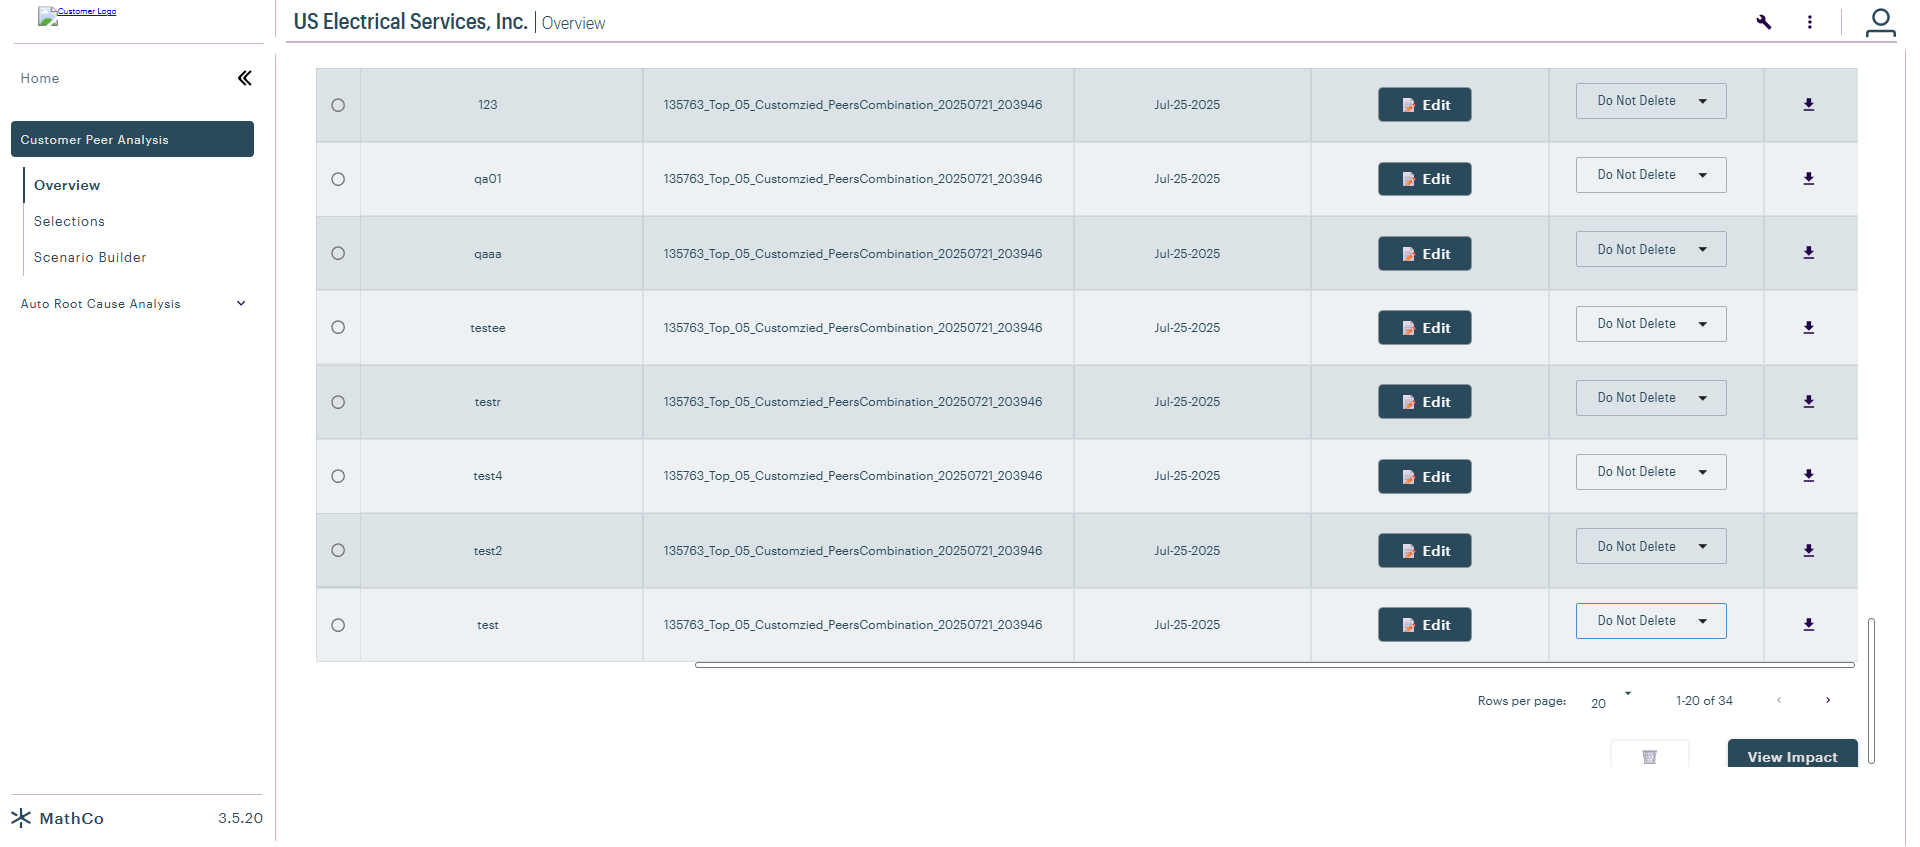 Customer Logo
US Electrical Services, Inc. Overview
Home
Customer Peer Analysis
Overview
Selections
Scenario Builder
Auto Root Cause Analysis
123 135763_Top_05_Customzied_PeersCombination_20250721_203946 Jul-25-2025 Edit Do Not Delete
qa01 135763_Top_05_Customzied_PeersCombination_20250721_203946 Jul-25-2025 Edit Do Not Delete
qaaa 135763_Top_05_Customzied_PeersCombination_20250721_203946 Jul-25-2025 Edit Do Not Delete
testee 135763_Top_05_Customzied_PeersCombination_20250721_203946 Jul-25-2025 Edit Do Not Delete
testr 135763_Top_05_Customzied_PeersCombination_20250721_203946 Jul-25-2025 Edit Do Not Delete
test4 135763_Top_05_Customzied_PeersCombination_20250721_203946 Jul-25-2025 Edit Do Not Delete
test2 135763_Top_05_Customzied_PeersCombination_20250721_203946 Jul-25-2025 Edit Do Not Delete
test 135763_Top_05_Customzied_PeersCombination_20250721_203946 Jul-25-2025 Edit Do Not Delete
Rows per page: 20 1-20 of 34
View Impact
MathCo 3.5.20